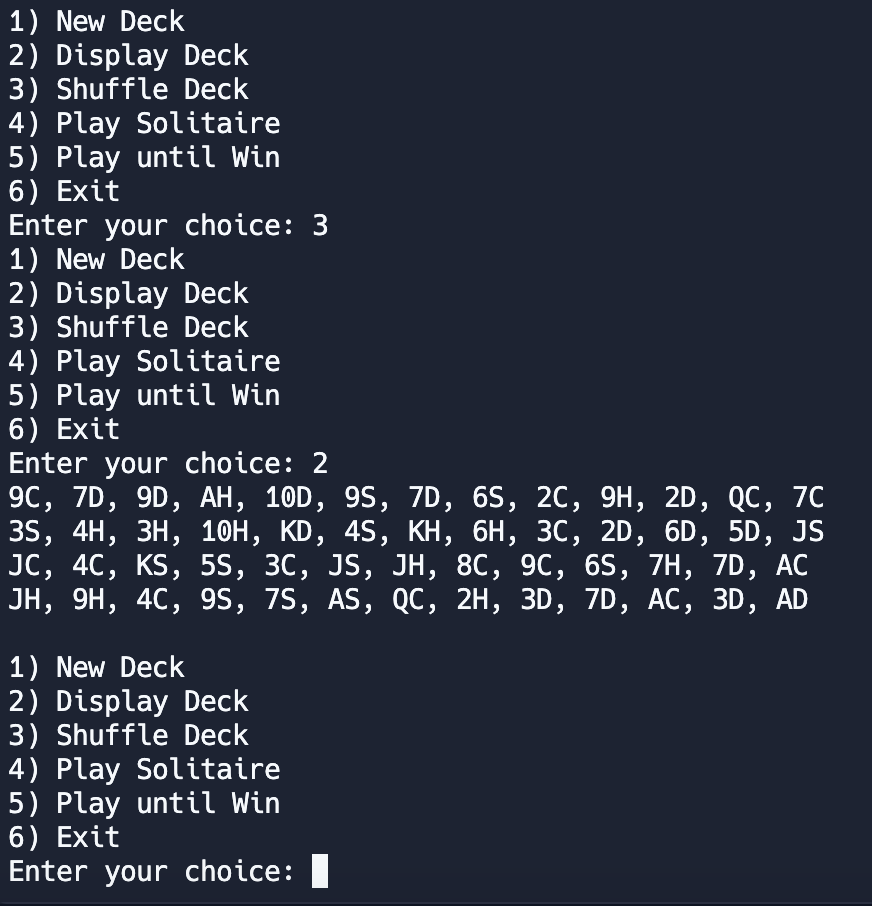 1) New Deck
2) Display Deck
3) Shuffle Deck
4) Play Solitaire
5) Play until Win
6) Exit
Enter your choice: 3
1) New Deck
2) Display Deck
3) Shuffle Deck
4) Play Solitaire
5) Play until Win
6) Exit
Enter your choice: 2
9C, 7D, 9D, AH, 10D, 9S, 7D, 6S, 2C, 9H, 2D, QC, 7C
3S, 4H, 3H, 10H, KD, 4S, KH, 6H, 3C, 2D, 6D, 5D, JS
JC, 4C, KS, 5S, 3C, JS, JH, 8C, 9C, 6S, 7H, 7D, AC
JH, 9H, 4C, 9S, 7S, AS, QC, 2H, 3D, 7D, AC, 3D, AD
1) New Deck
2) Display Deck
3) Shuffle Deck
4) Play Solitaire
5) Play until Win
6) Exit
Enter your choice: